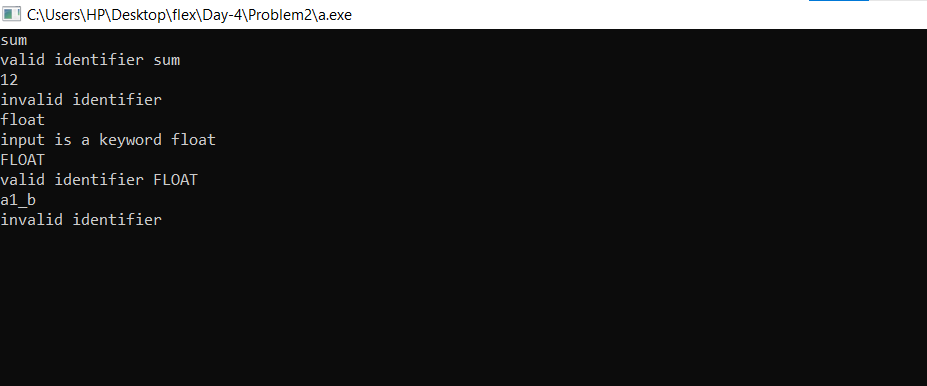 C:\Users\HP\Desktop\flex\Day-4\Problem2\a.exe
sum
valid identifier sum
12
invalid identifier
float
input is a keyword float
FLOAT
valid identifier FLOAT
a1_b
invalid identifier